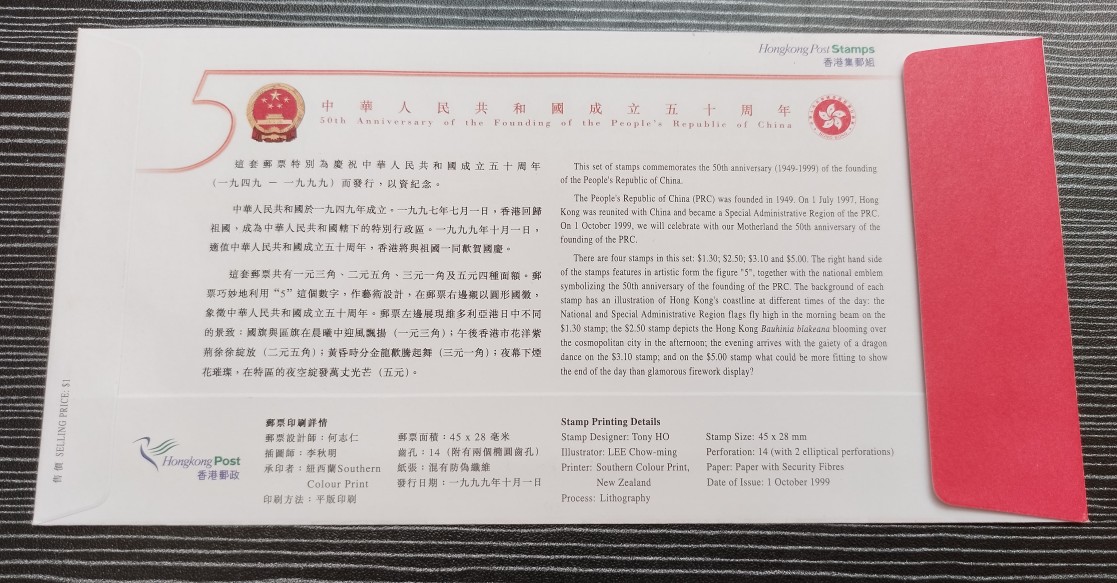 Hongkong Post Stamps
香港集郵組
50
中華人民共和國成立五十周年
50th Anniversary of the Founding of the People's Republic of China
這套郵票特別為慶祝中華人民共和國成立五十周年
（一九四九 － 一九九九）而發行，以資紀念。
中華人民共和國於一九四九年成立。一九九七年七月一日，香港回歸
祖國，成為中華人民共和國轄下的特別行政區。一九九九年十月一日，
適值中華人民共和國成立五十周年，香港將與祖國一同歡賀國慶。
這套郵票共有一元三角、二元五角、三元一角及五元四種面額。郵
票巧妙地利用“5”這個數字，作藝術設計，在郵票右邊襯以圓形國徽，
象徵中華人民共和國成立五十周年。郵票左邊展現維多利亞港日中不同
的景致：國旗與區旗在晨曦中迎風飄揚（一元三角）；午後香港市花洋紫
荊徐徐綻放（二元五角）；黃昏時分金龍歡騰起舞（三元一角）；夜幕下煙
花璀璨，在特區的夜空綻發萬丈光芒（五元）。
This set of stamps commemorates the 50th anniversary (1949-1999) of the founding
of the People's Republic of China.
The People's Republic of China (PRC) was founded in 1949. On 1 July 1997, Hong
Kong was reunited with China and became a Special Administrative Region of the PRC.
On 1 October 1999, we will celebrate with our Motherland the 50th anniversary of the
founding of the PRC.
There are four stamps in this set: $1.30; $2.50; $3.10 and $5.00. The right hand side
of the stamps features in artistic form the figure "5", together with the national emblem
symbolizing the 50th anniversary of the founding of the PRC. The background of each
stamp has an illustration of Hong Kong's coastline at different times of the day: the
National and Special Administrative Region flags fly high in the morning beam on the
$1.30 stamp; the $2.50 stamp depicts the Hong Kong Bauhinia blakeana blooming over
the cosmopolitan city in the afternoon; the evening arrives with the gaiety of a dragon
dance on the $3.10 stamp; and on the $5.00 stamp what could be more fitting to show
the end of the day than glamorous firework display?
售價 SELLING PRICE: $1
Hongkong Post
香港郵政
郵票印刷詳情
郵票設計師：何志仁
插圖師：李秋明
承印者：紐西蘭Southern
Colour Print
印刷方法：平版印刷
郵票面積：45 x 28 毫米
齒孔：14（附有兩個橢圓齒孔）
紙張：混有防偽纖維
發行日期：一九九九年十月一日
Stamp Printing Details
Stamp Designer: Tony HO
Illustrator: LEE Chow-ming
Printer: Southern Colour Print,
New Zealand
Process: Lithography
Stamp Size: 45 x 28 mm
Perforation: 14 (with 2 elliptical perforations)
Paper: Paper with Security Fibres
Date of Issue: 1 October 1999